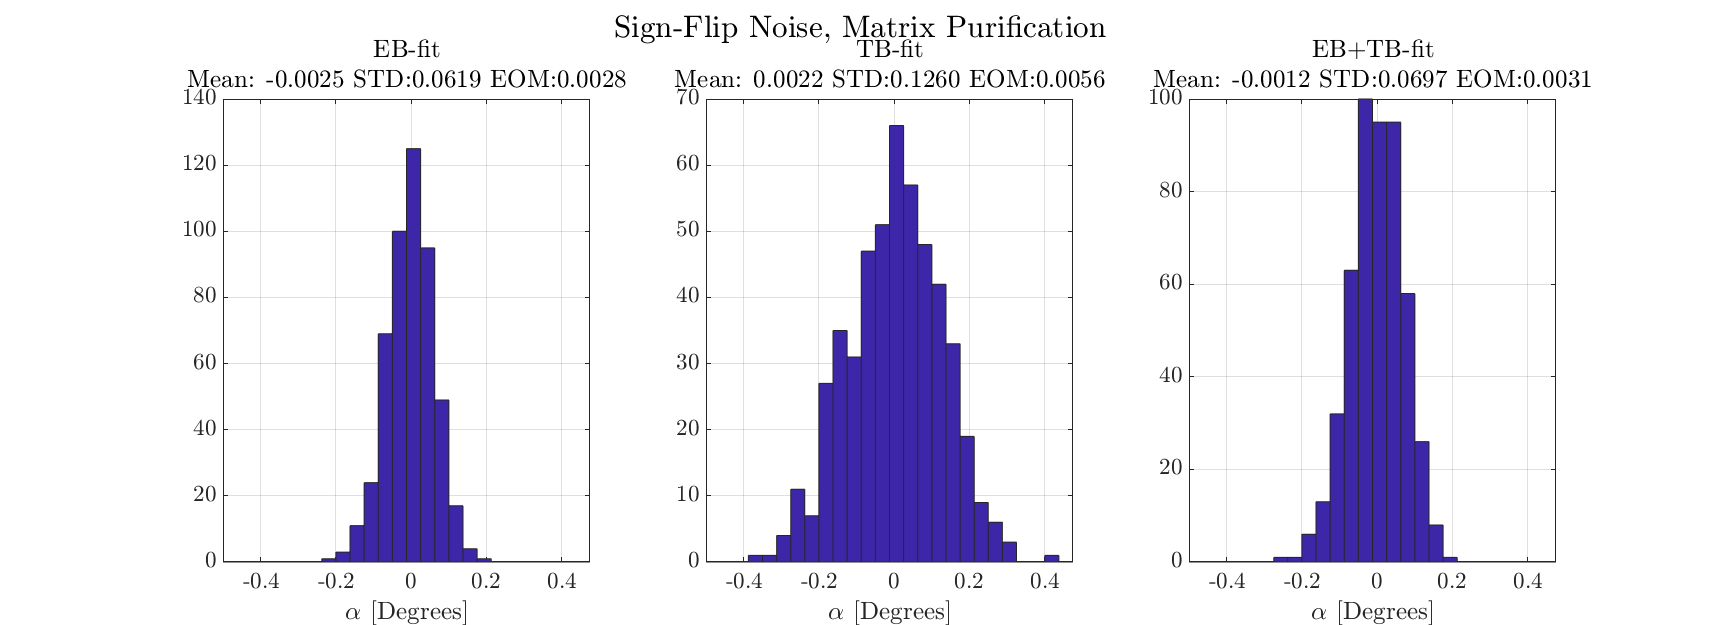 Sign-Flip Noise, Matrix Purification
EB-fit
Mean: -0.0025 STD:0.0619 EOM:0.0028
140
120
100
80
60
40
20
0
-0.4 -0.2 0 0.2 0.4
α [Degrees]
TB-fit
Mean: 0.0022 STD:0.1260 EOM:0.0056
70
60
50
40
30
20
10
0
-0.4 -0.2 0 0.2 0.4
α [Degrees]
EB+TB-fit
Mean: -0.0012 STD:0.0697 EOM:0.0031
100
80
60
40
20
0
-0.4 -0.2 0 0.2 0.4
α [Degrees]